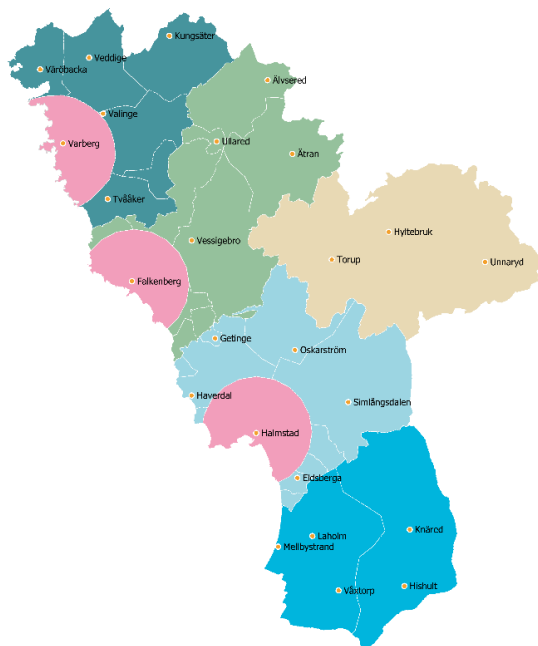 Kungsäter
Veddige
Väröbacka
Älvsered
Valinge
Ullared
Varberg
Ätran
Tvååker
Hyltebruk
Vessigebro
Torup
Unnaryd
Falkenberg
Getinge
Oskarström
Haverdal
Simlångsdalen
Halmstad
Eldsberga
Knäred
Laholm
Mellbystrand
Hishult
Våxtorp